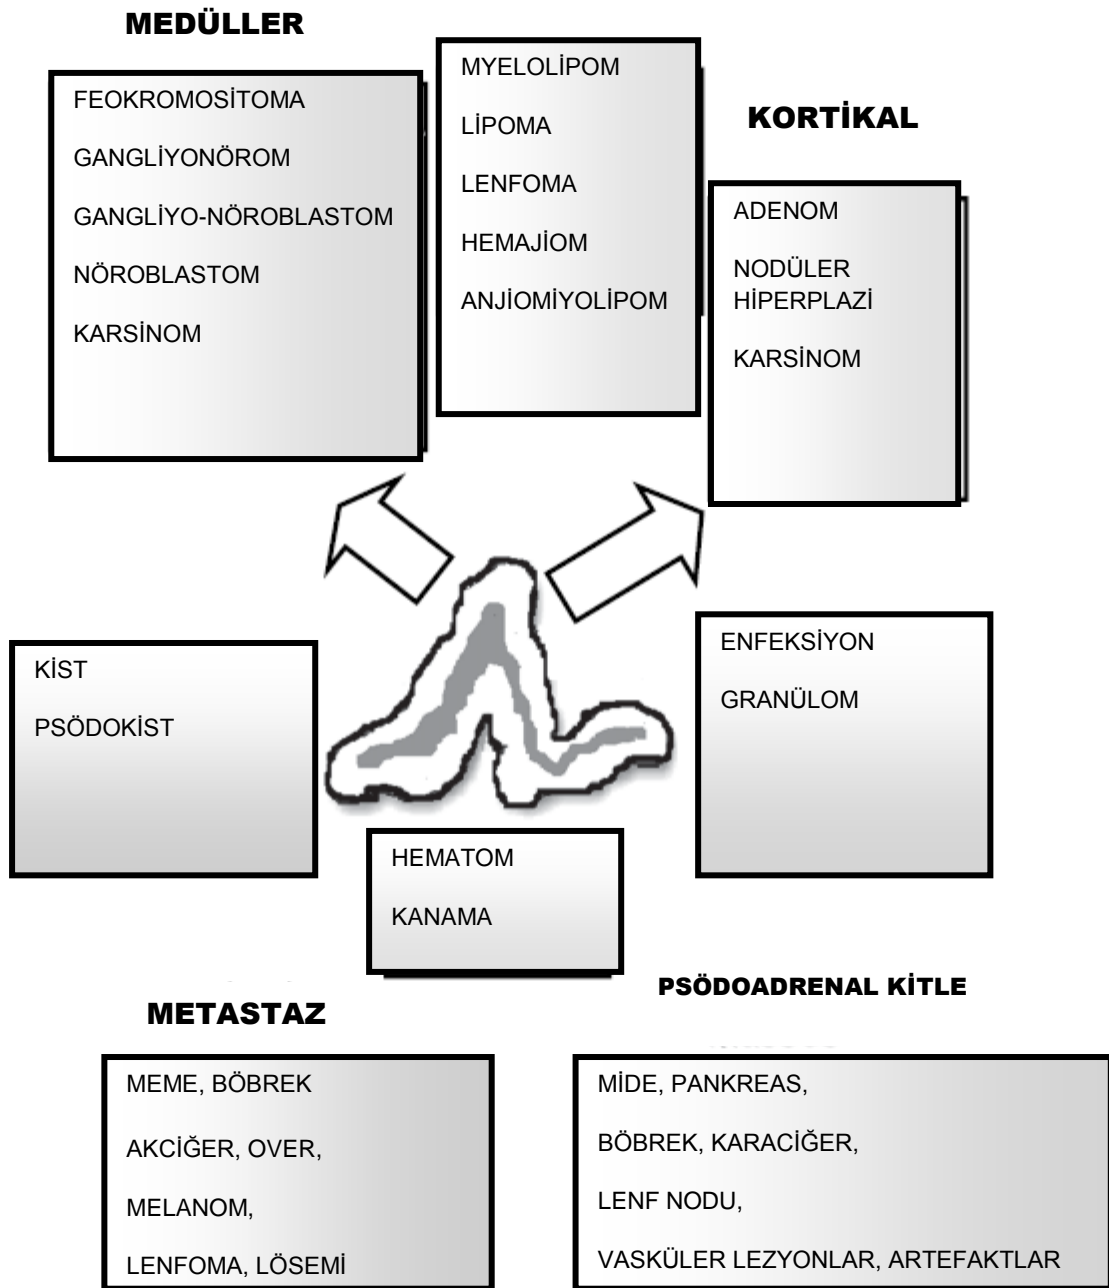 MEDÜLLER
FEOKROMOSİTOMA
GANGLİYONÖROM
GANGLİYO-NÖROBLASTOM
NÖROBLASTOM
KARSİNOM
MYELOLİPOM
LİPOMA
LENFOMA
HEMAJİOM
ANJİOMİYOLİPOM
KORTİKAL
ADENOM
NODÜLER
HİPERPLAZİ
KARSİNOM
KİST
PSÖDOKİST
ENFEKSİYON
GRANÜLOM
HEMATOM
KANAMA
METASTAZ
MEME, BÖBREK
AKCİĞER, OVER,
MELANOM,
LENFOMA, LÖSEMİ
PSÖDOADRENAL KİTLE
MİDE, PANKREAS,
BÖBREK, KARACİĞER,
LENF NODU,
VASKÜLER LEZYONLAR, ARTEFAKTLAR